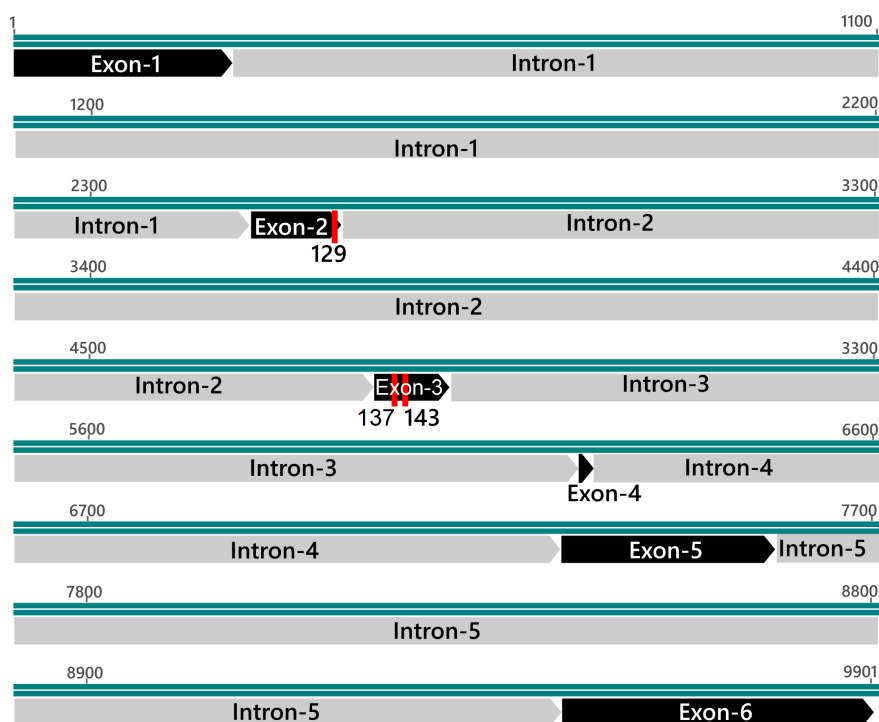 1 1100
Exon-1 Intron-1
1200 2200
Intron-1
2300 3300
Intron-1 Exon-2 Intron-2
129
3400 4400
Intron-2
4500 3300
Intron-2 Exon-3 Intron-3
137 143
5600 6600
Intron-3 Intron-4
Exon-4
6700 7700
Intron-4 Exon-5 Intron-5
7800 8800
Intron-5
8900 9901
Intron-5 Exon-6